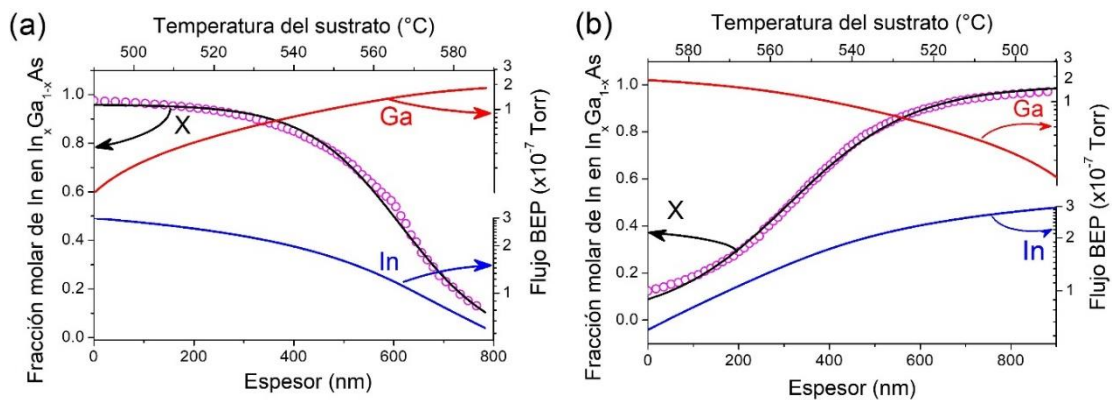 (a)
Temperatura del sustrato (°C)
500 520 540 560 580
Fracción molar de In en InxGa1-xAs
1.0
0.8
0.6
0.4
0.2
0.0
X
Ga
In
2
1
3
2
1
Flujo BEP (x10-7 Torr)
0 200 400 600 800
Espesor (nm)
(b)
Temperatura del sustrato (°C)
580 560 540 520 500
Fracción molar de In en InxGa1-xAs
1.0
0.8
0.6
0.4
0.2
0.0
X
Ga
In
3
2
1
3
2
1
Flujo BEP (x10-7 Torr)
0 200 400 600 800
Espesor (nm)